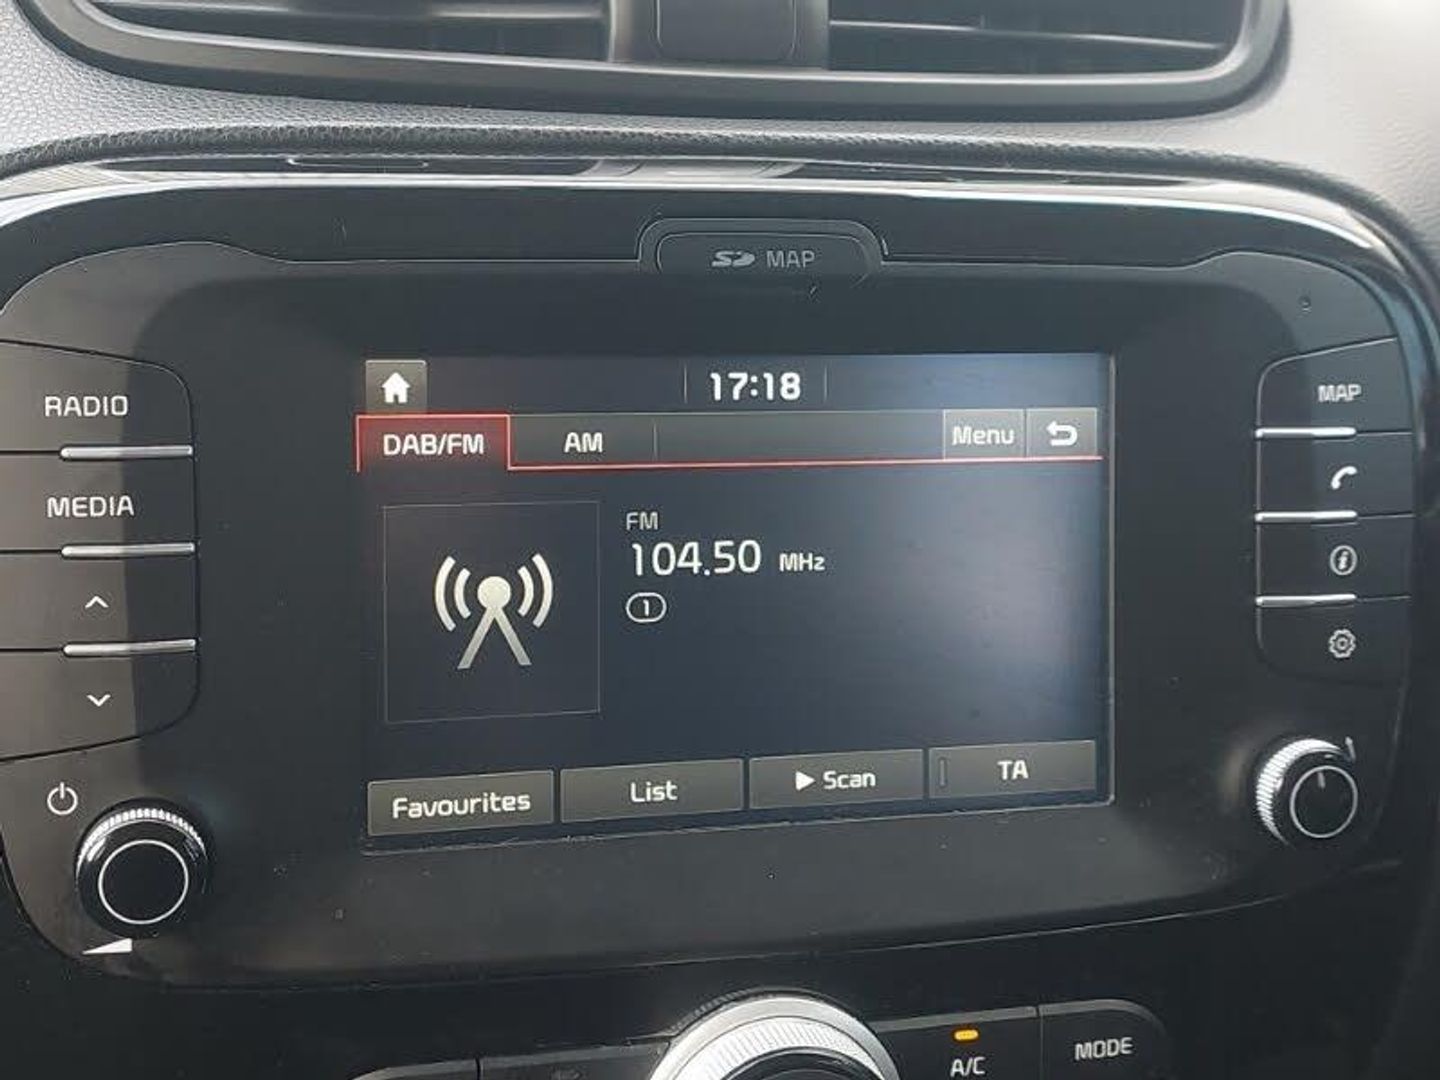 SD MAP
17:18
RADIO
MEDIA
DAB/FM AM Menu
FM
104.50 MHz
1
Favourites List Scan TA
MAP
i
A/C
MODE